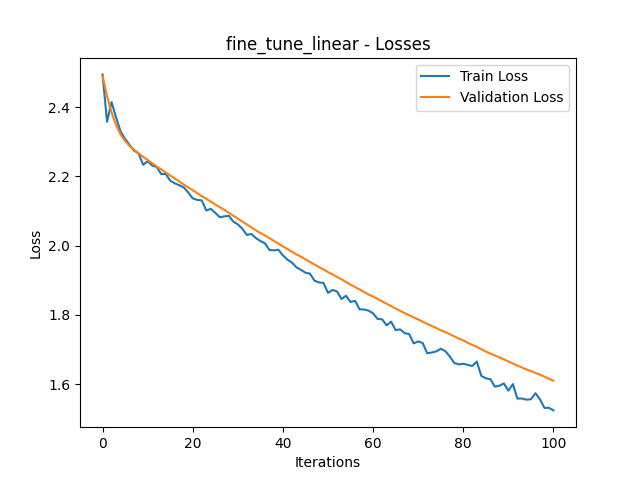 fine_tune_linear - Losses
Train Loss
Validation Loss
2.4
2.2
2.0
1.8
1.6
Loss
0
20
40
60
80
100
Iterations